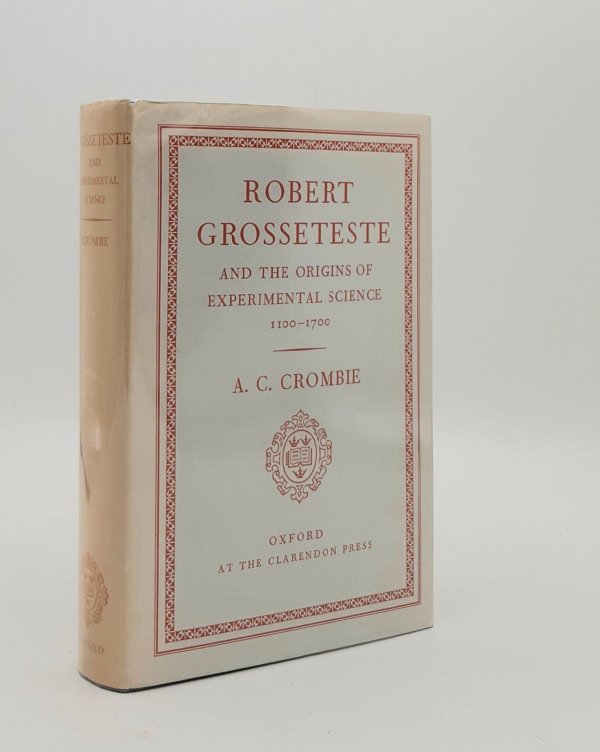 ROBERT
GROSSETESTE
AND THE ORIGINS OF
EXPERIMENTAL SCIENCE
1100–1700
A. C. CROMBIE
OXFORD
AT THE CLARENDON PRESS
GROSSETESTE
AND
EXPERIMENTAL
SCIENCE
CROMBIE
OXFORD